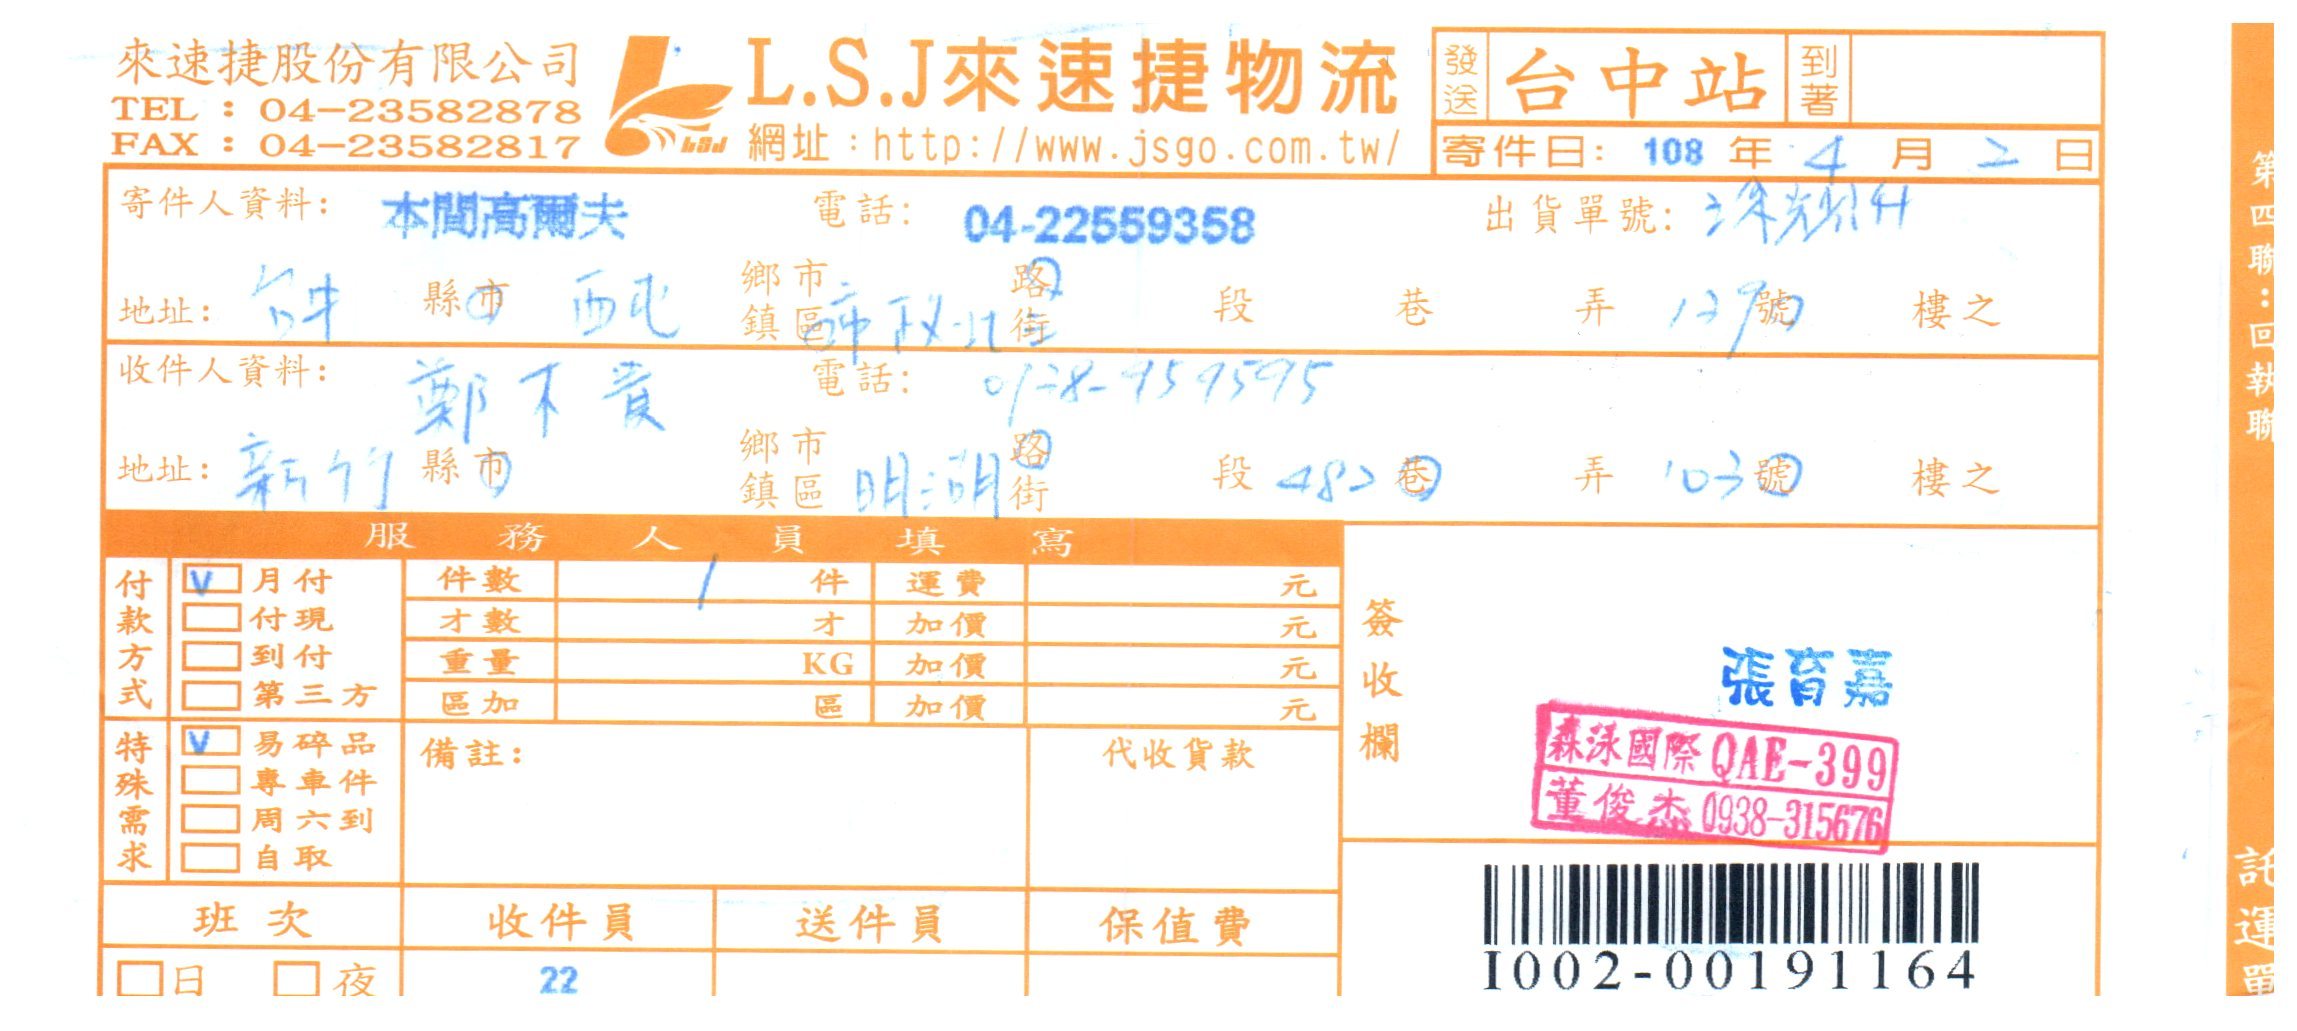 來速捷股份有限公司
TEL：04-23582878
FAX：04-23582817
LSJ
L.S.J來速捷物流
網址：http://www.jsgo.com.tw/
發送 台中站 到著
寄件日：108 年 4 月 2 日
寄件人資料： 本間高爾夫 電話： 04-22559358 出貨單號：
地址： 台中 縣市 西屯 鄉鎮市區 市政北 路街 段 巷 弄 129 號 樓之
收件人資料： 鄭不貴 電話： 0928-959595
地址： 新竹 縣市 鄉鎮市區 明湖 路街 段 482 巷 弄 103 號 樓之
服務人員填寫
付款方式
V 月付
付現
到付
第三方
件數 1 件 運費 元
才數 才 加價 元
重量 KG 加價 元
區加 區 加價 元
特殊需求
V 易碎品
專車件
周六到
自取
備註：
代收貨款
簽收欄
張育嘉
森泳國際 QAE-399
董俊杰 0938-315676
班次 收件員 送件員 保值費
日 夜 22
I002-00191164
第四聯：回執聯
託運單